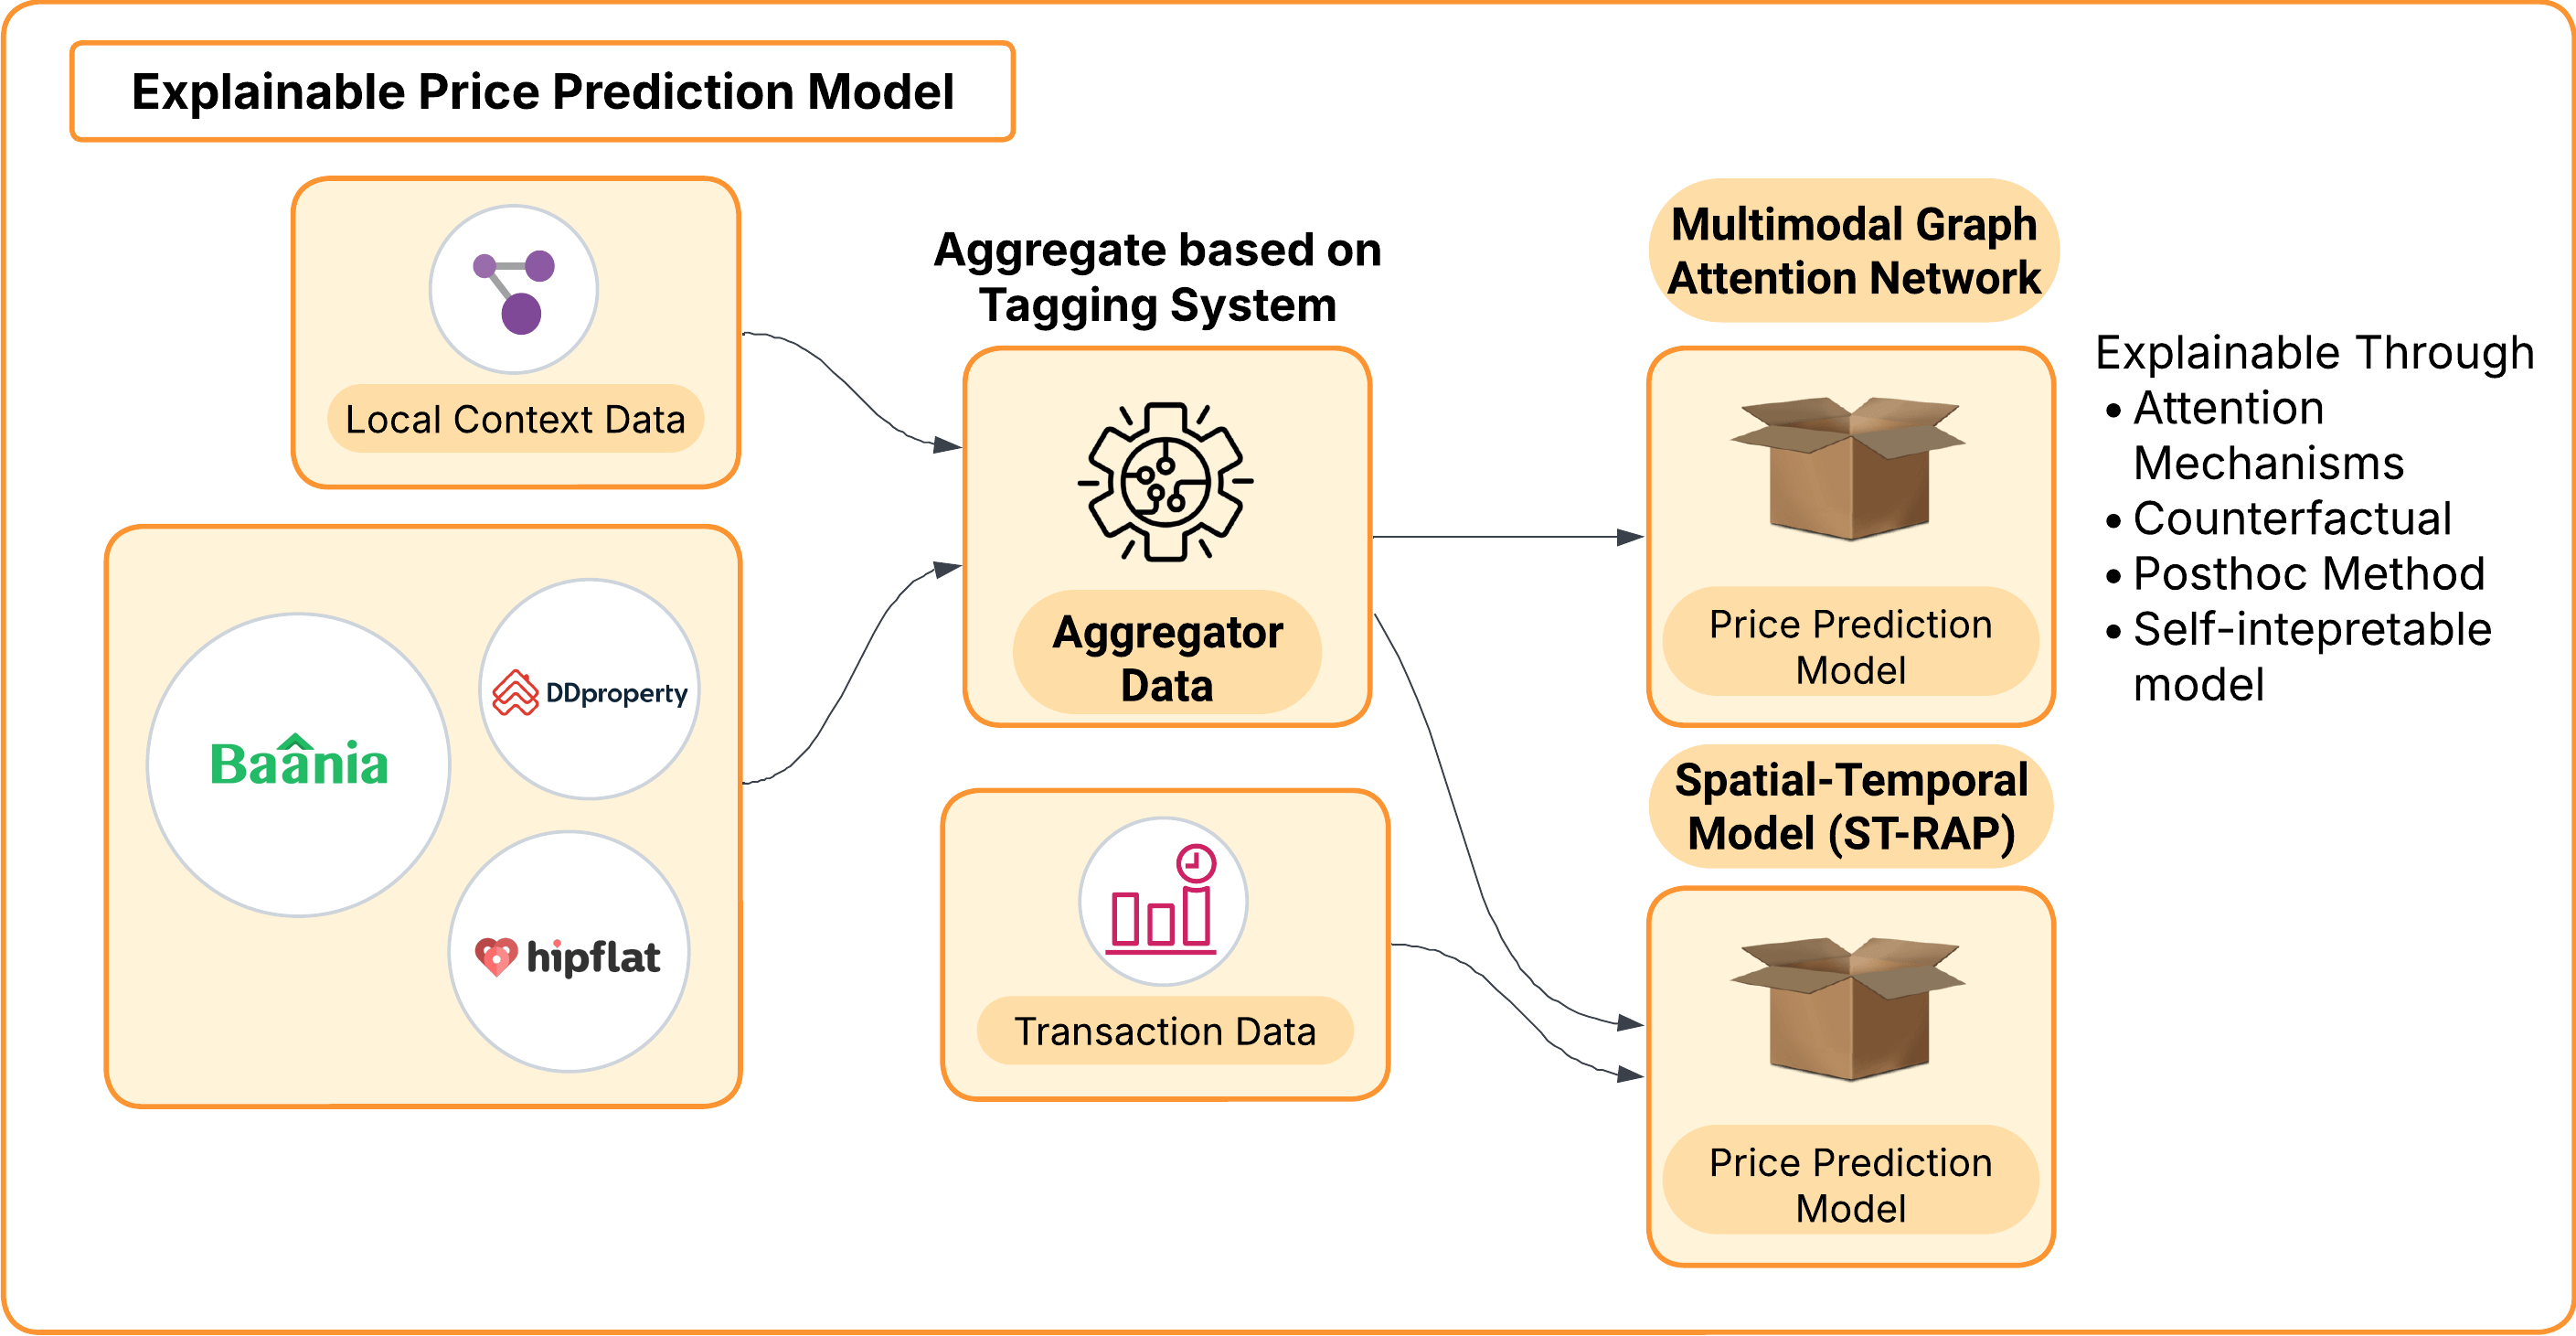 Explainable Price Prediction Model
Local Context Data
Baânia
DDproperty
hipflat
Aggregate based on
Tagging System
Aggregator
Data
Transaction Data
Multimodal Graph
Attention Network
Price Prediction
Model
Spatial-Temporal
Model (ST-RAP)
Price Prediction
Model
Explainable Through
• Attention
Mechanisms
• Counterfactual
• Posthoc Method
• Self-intepretable
model